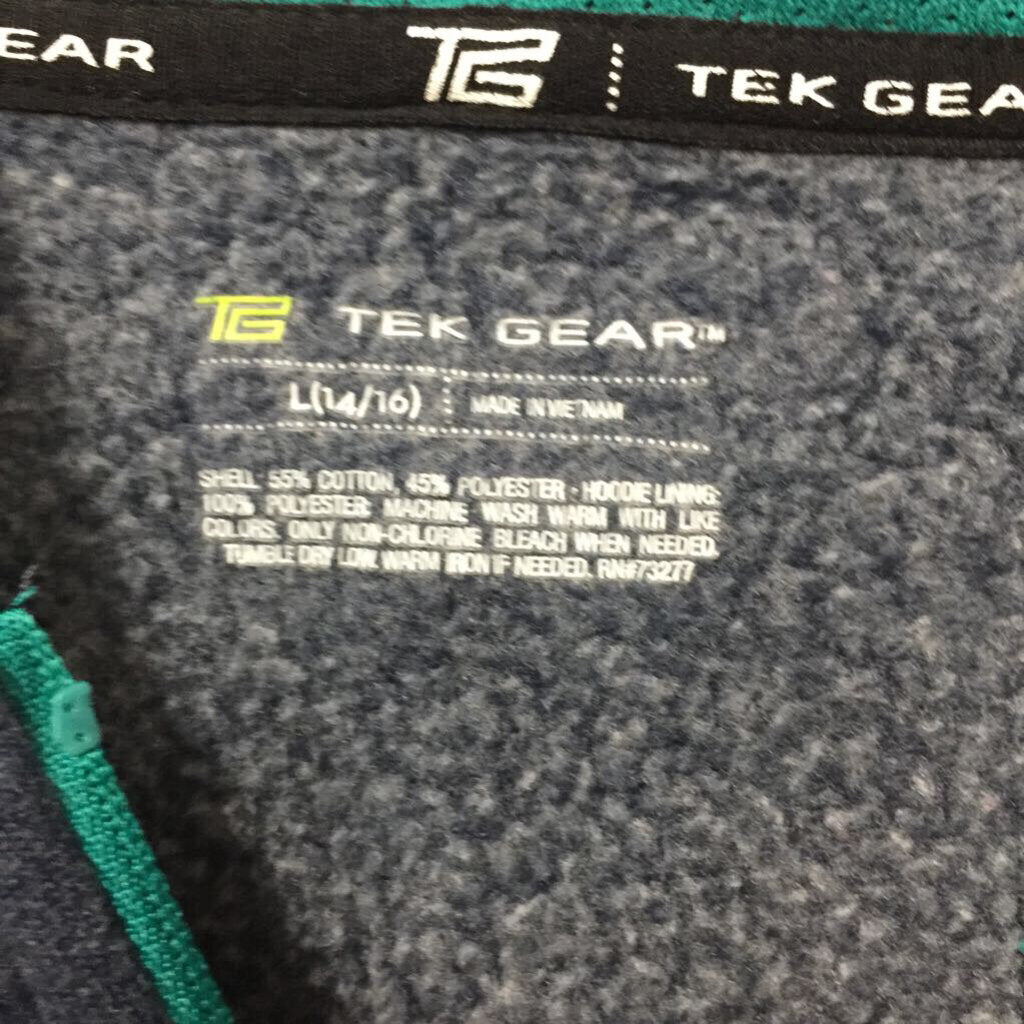 EAR TG TEK GEA
TG TEK GEAR™
L(14/16) MADE IN VIETNAM
SHELL: 55% COTTON, 45% POLYESTER - HOODIE LINING:
100% POLYESTER. MACHINE WASH WARM WITH LIKE
COLORS. ONLY NON-CHLORINE BLEACH WHEN NEEDED.
TUMBLE DRY LOW. WARM IRON IF NEEDED. RN#73277